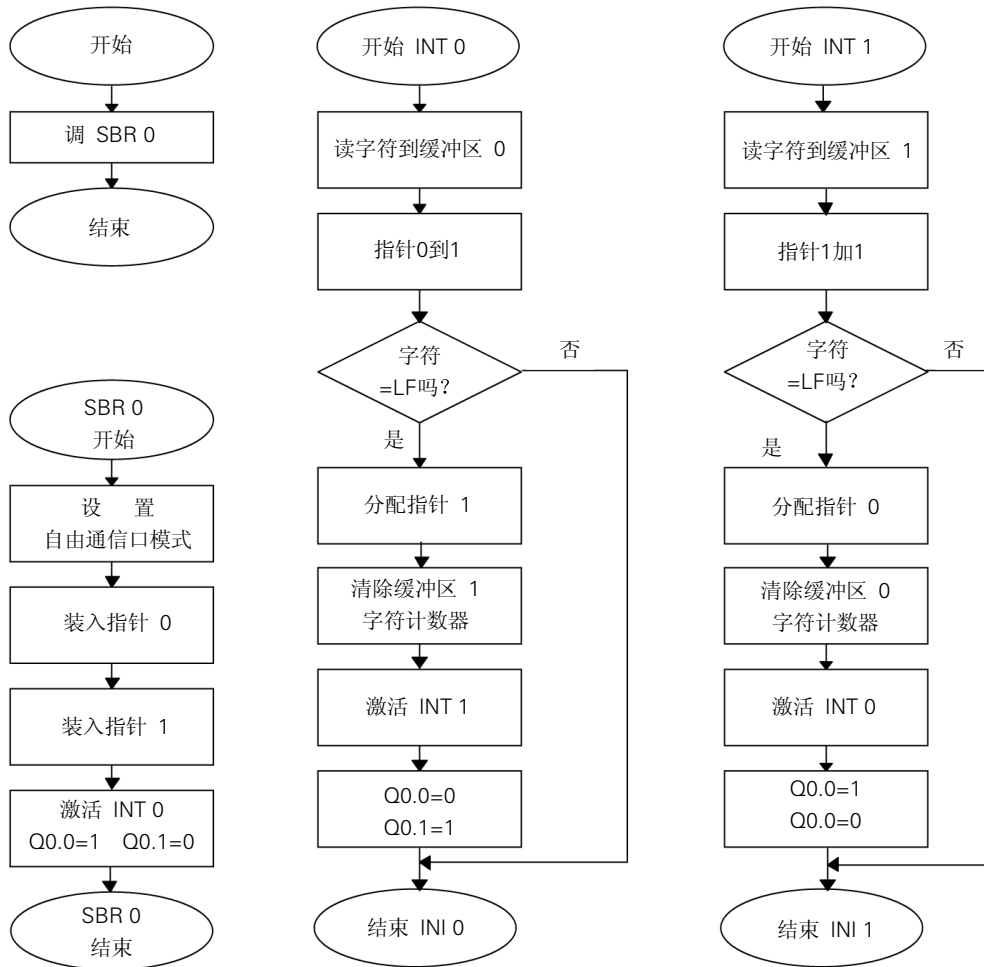 开始
调 SBR 0
结束
SBR 0
开始
设 置
自由通信口模式
装入指针 0
装入指针 1
激活 INT 0
Q0.0=1 Q0.1=0
SBR 0
结束
开始 INT 0
读字符到缓冲区 0
指针0到1
字符
=LF吗?
否
是
分配指针 1
清除缓冲区 1
字符计数器
激活 INT 1
Q0.0=0
Q0.1=1
结束 INI 0
开始 INT 1
读字符到缓冲区 1
指针1加1
字符
=LF吗?
否
是
分配指针 0
清除缓冲区 0
字符计数器
激活 INT 0
Q0.0=1
Q0.0=0
结束 INI 1